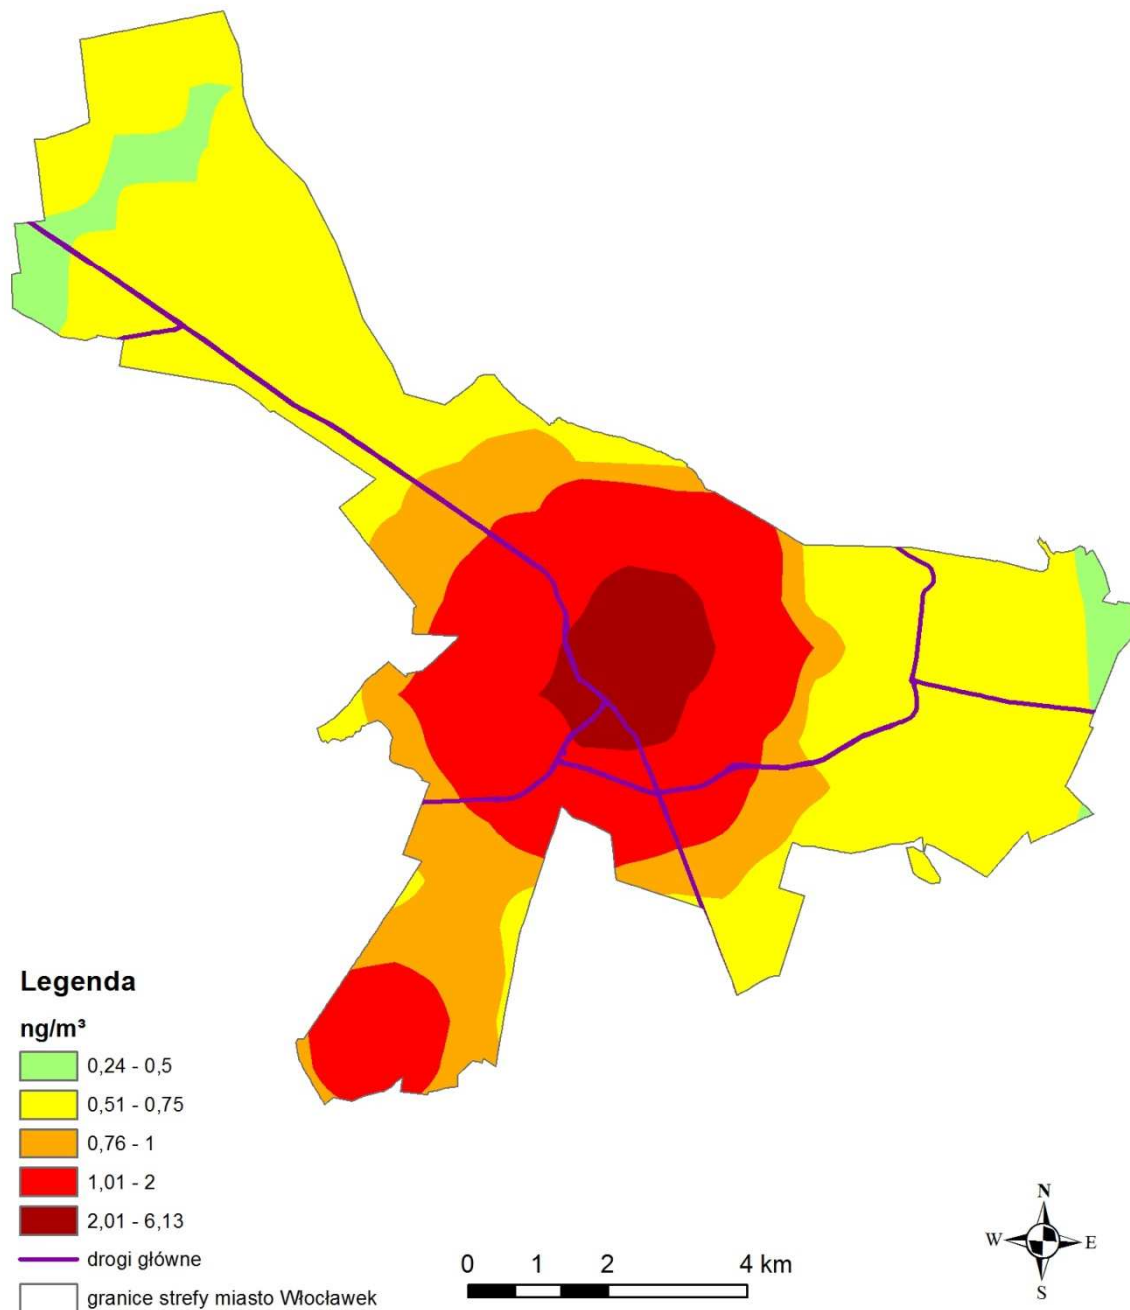 Legenda
ng/m³
0,24 - 0,5
0,51 - 0,75
0,76 - 1
1,01 - 2
2,01 - 6,13
drogi główne
granice strefy miasto Włocławek
0 1 2 4 km
N
W E
S